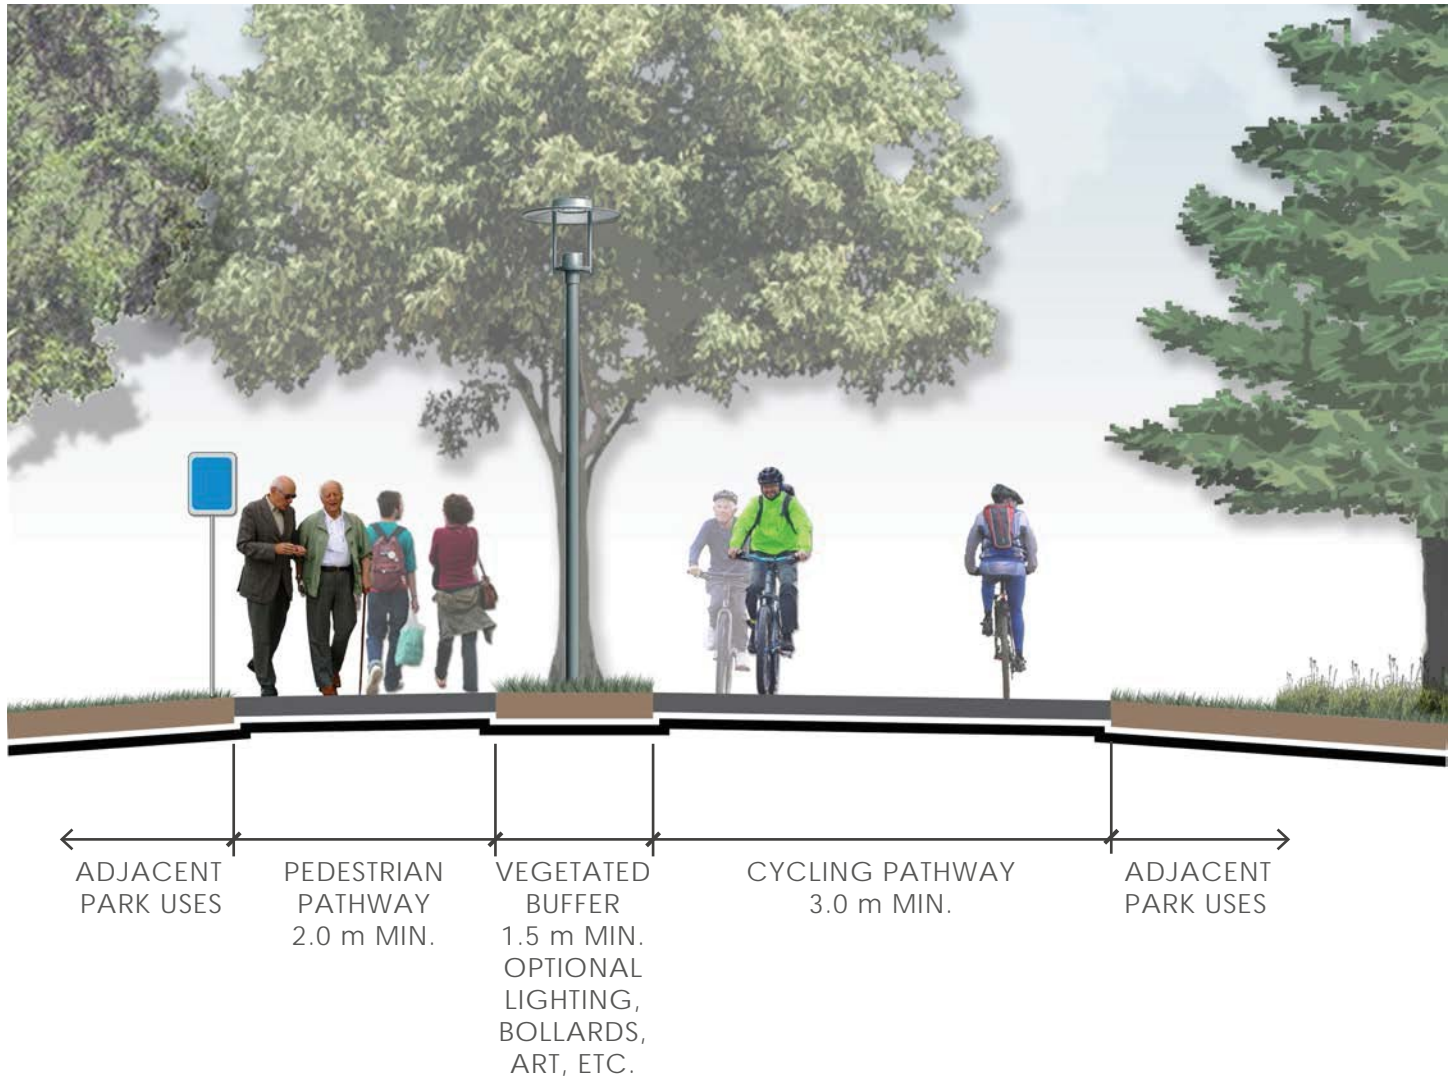 ADJACENT
PARK USES
PEDESTRIAN
PATHWAY
2.0 m MIN.
VEGETATED
BUFFER
1.5 m MIN.
OPTIONAL
LIGHTING,
BOLLARDS,
ART, ETC.
CYCLING PATHWAY
3.0 m MIN.
ADJACENT
PARK USES